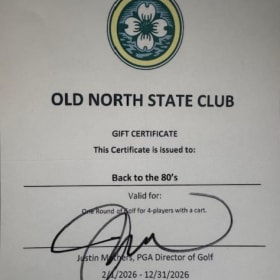 OLD NORTH STATE CLUB
GIFT CERTIFICATE
This Certificate is issued to:
Back to the 80's
Valid for:
One Round of Golf for 4-players with a cart.
Justin Mathers, PGA Director of Golf
2/1/2026 - 12/31/2026